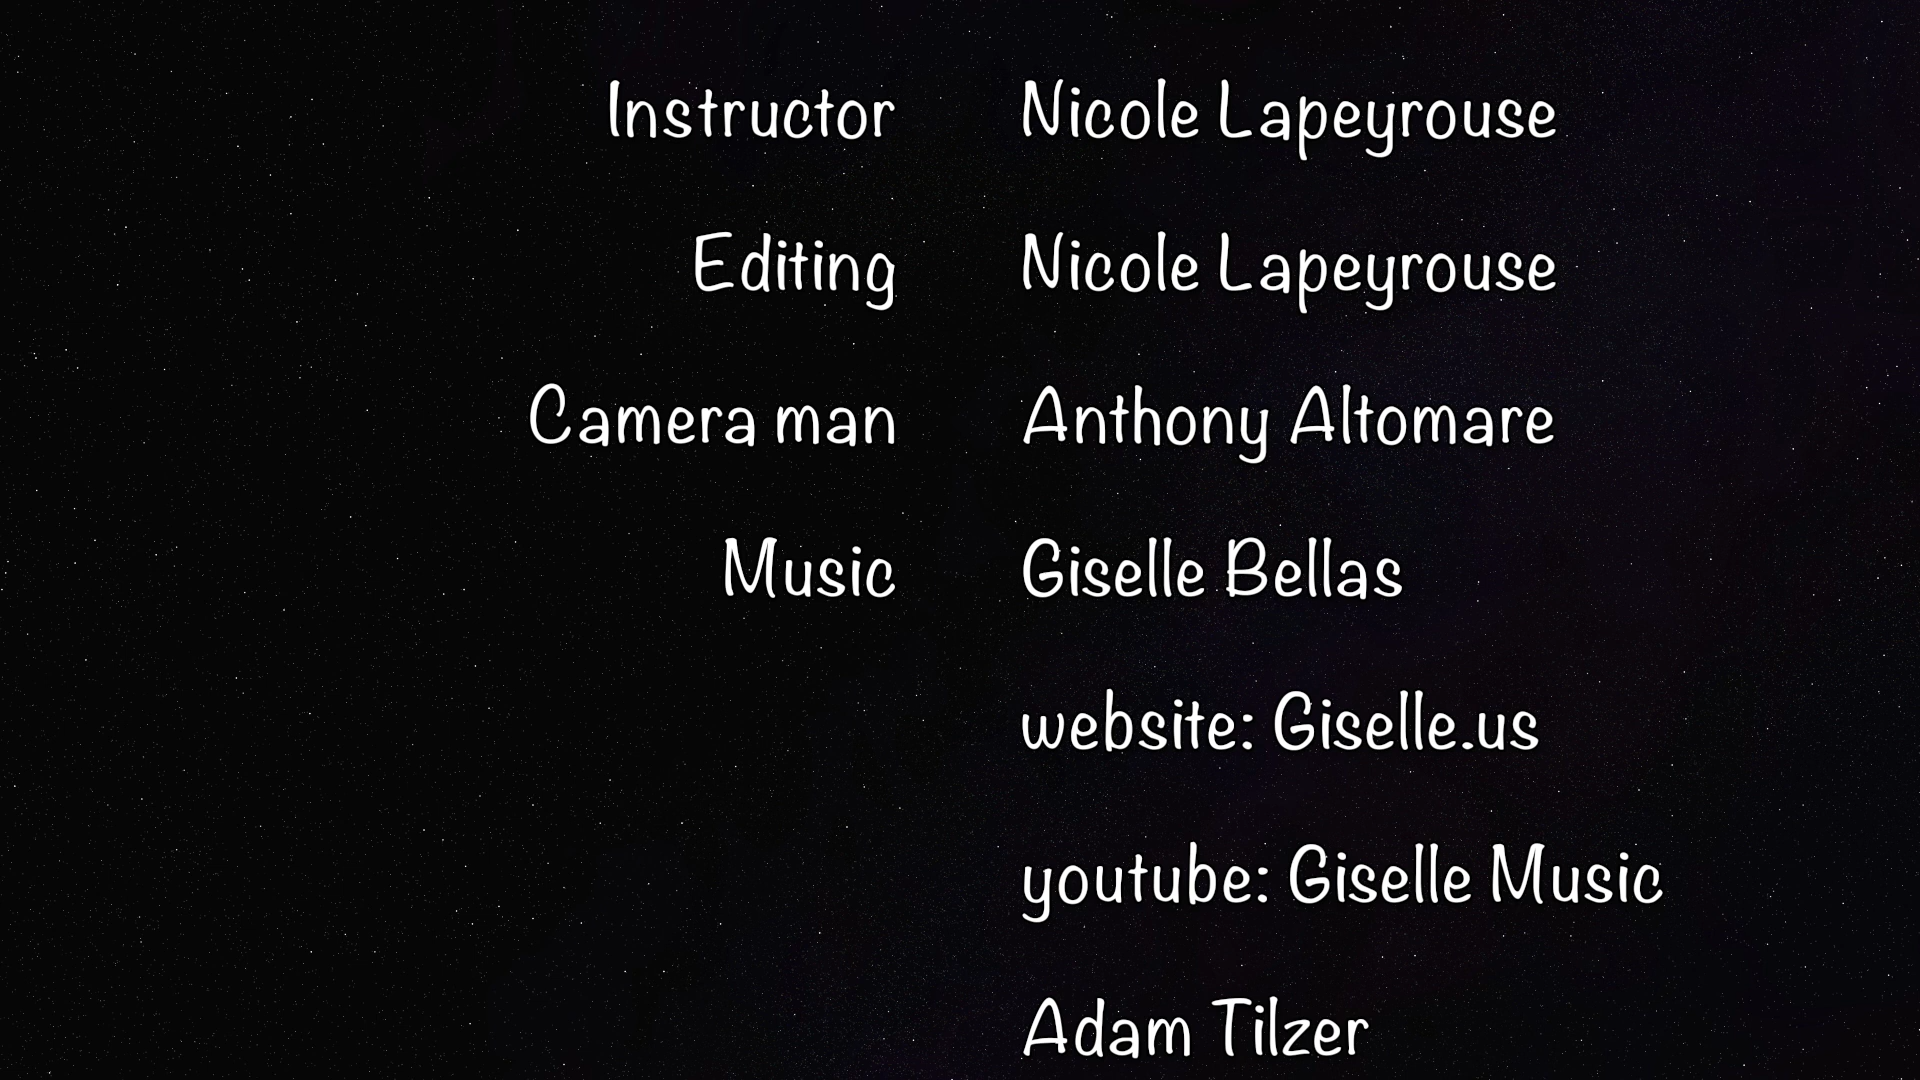 Instructor Nicole Lapeyrouse
Editing Nicole Lapeyrouse
Camera man Anthony Altomare
Music Giselle Bellas
website: Giselle.us
youtube: Giselle Music
Adam Tilzer